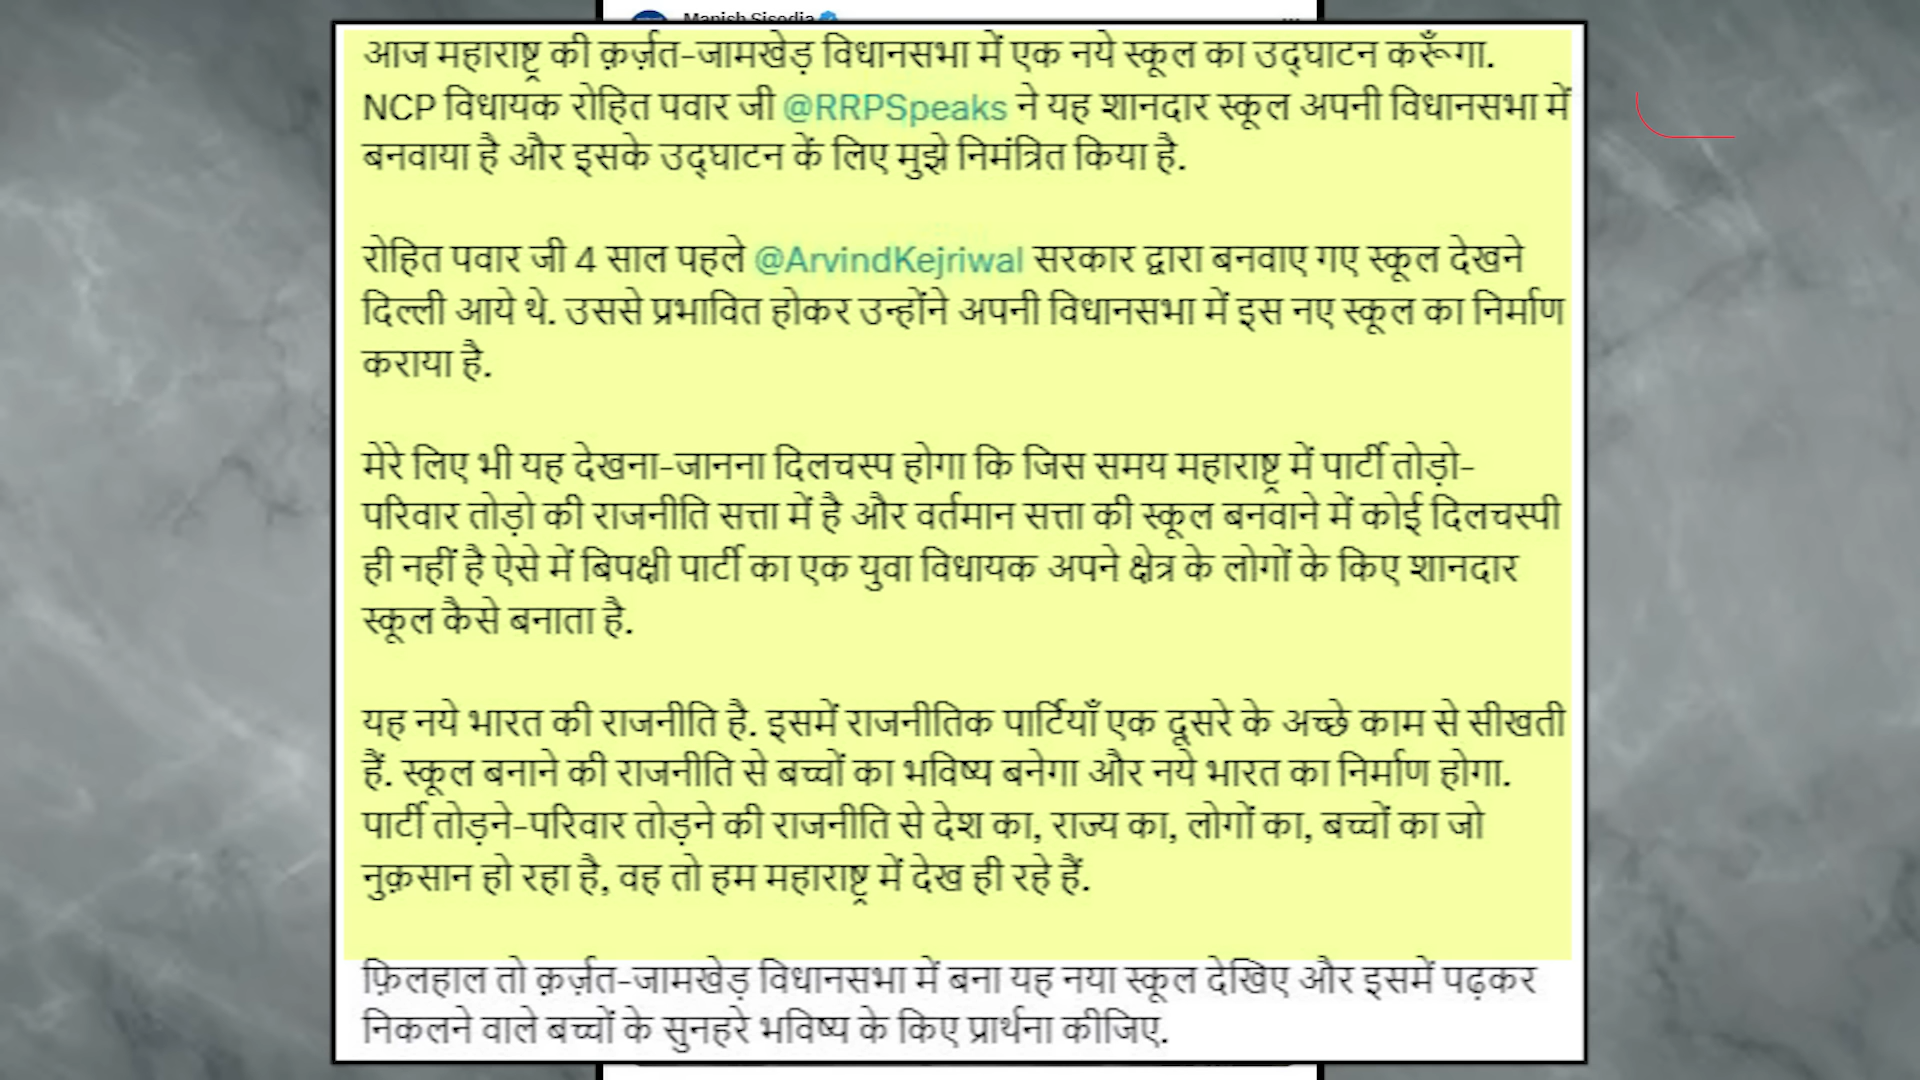 Manish Sisodia
आज महाराष्ट्र की क़र्ज़त-जामखेड़ विधानसभा में एक नये स्कूल का उद्घाटन करूँगा.
NCP विधायक रोहित पवार जी @RRPSpeaks ने यह शानदार स्कूल अपनी विधानसभा में
बनवाया है और इसके उद्घाटन कें लिए मुझे निमंत्रित किया है.
रोहित पवार जी 4 साल पहले @ArvindKejriwal सरकार द्वारा बनवाए गए स्कूल देखने
दिल्ली आये थे. उससे प्रभावित होकर उन्होंने अपनी विधानसभा में इस नए स्कूल का निर्माण
कराया है.
मेरे लिए भी यह देखना-जानना दिलचस्प होगा कि जिस समय महाराष्ट्र में पार्टी तोड़ो-
परिवार तोड़ो की राजनीति सत्ता में है और वर्तमान सत्ता की स्कूल बनवाने में कोई दिलचस्पी
ही नहीं है ऐसे में बिपक्षी पार्टी का एक युवा विधायक अपने क्षेत्र के लोगों के किए शानदार
स्कूल कैसे बनाता है.
यह नये भारत की राजनीति है. इसमें राजनीतिक पार्टियाँ एक दूसरे के अच्छे काम से सीखती
हैं. स्कूल बनाने की राजनीति से बच्चों का भविष्य बनेगा और नये भारत का निर्माण होगा.
पार्टी तोड़ने-परिवार तोड़ने की राजनीति से देश का, राज्य का, लोगों का, बच्चों का जो
नुक़सान हो रहा है, वह तो हम महाराष्ट्र में देख ही रहे हैं.
फ़िलहाल तो क़र्ज़त-जामखेड़ विधानसभा में बना यह नया स्कूल देखिए और इसमें पढ़कर
निकलने वाले बच्चों के सुनहरे भविष्य के किए प्रार्थना कीजिए.